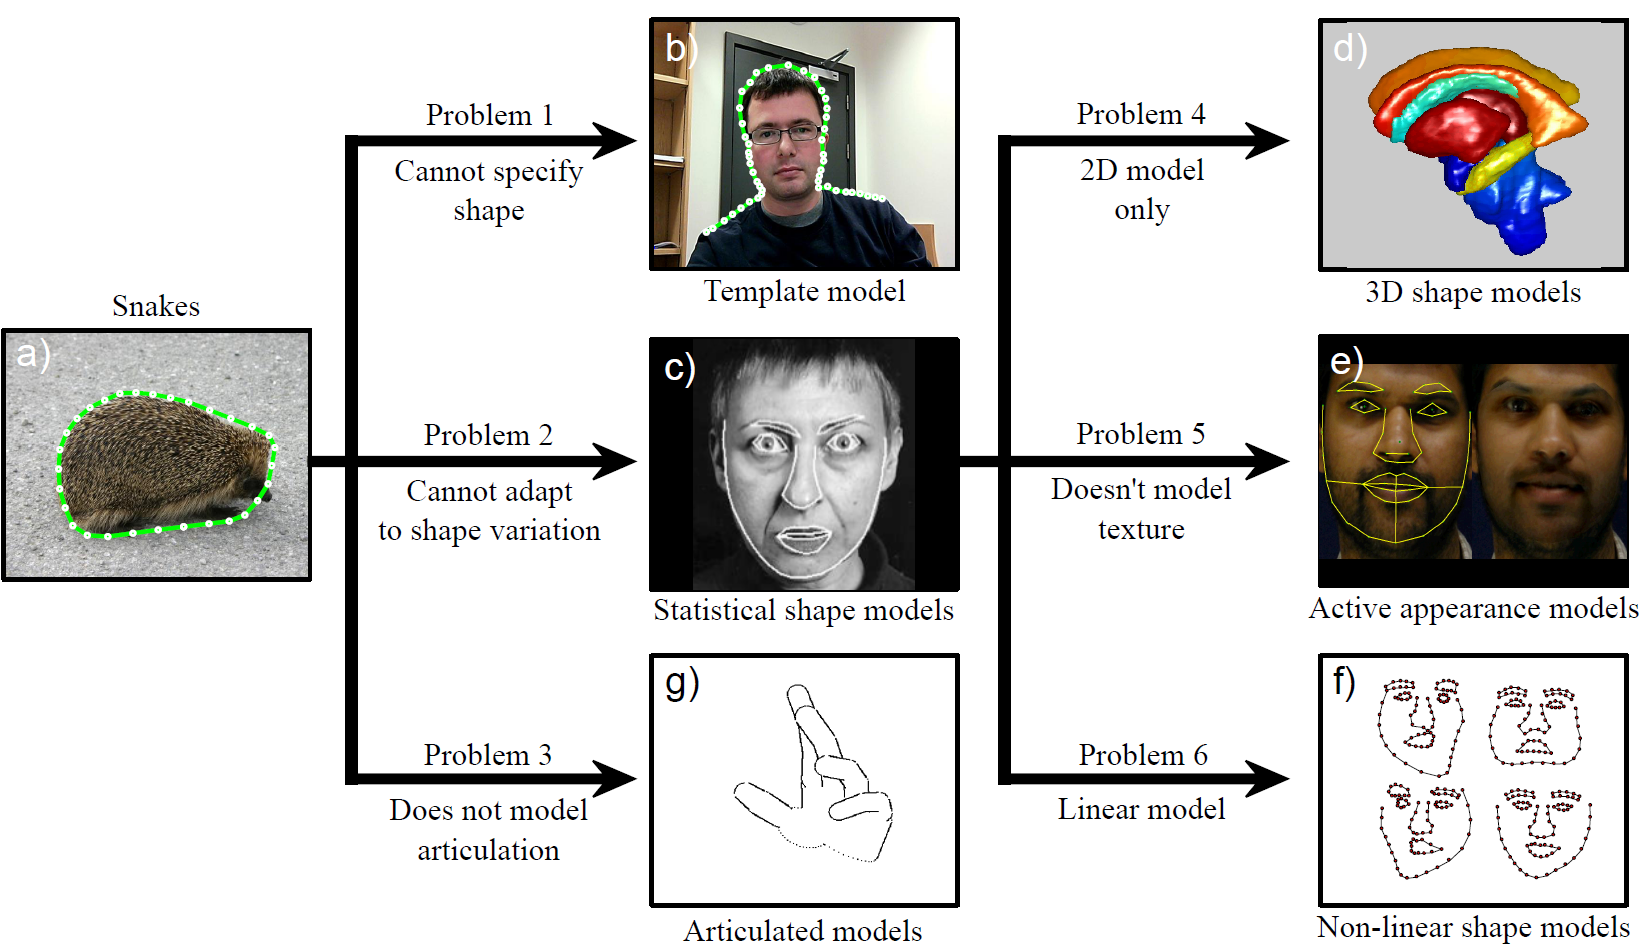 Snakes
a)
Problem 1
Cannot specify
shape
b)
Template model
Problem 2
Cannot adapt
to shape variation
c)
Statistical shape models
Problem 3
Does not model
articulation
g)
Articulated models
Problem 4
2D model
only
d)
3D shape models
Problem 5
Doesn't model
texture
e)
Active appearance models
Problem 6
Linear model
f)
Non-linear shape models